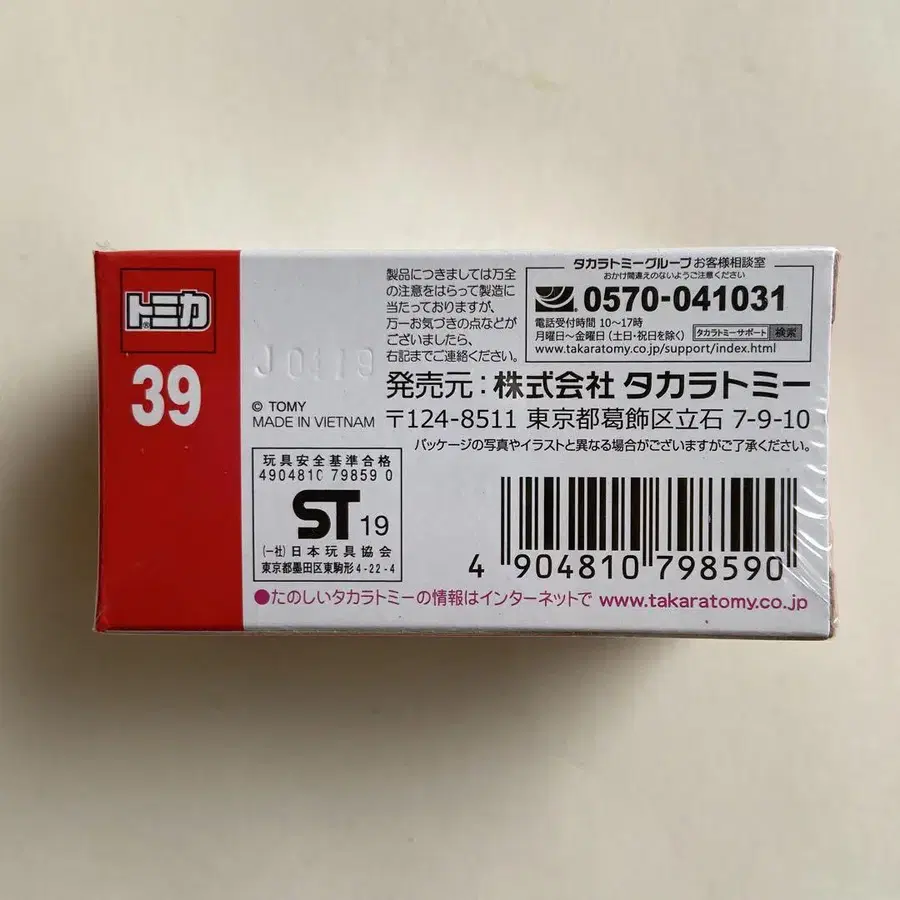 トミカ®
39
製品につきましては万全
の注意をはらって製造に
当たっておりますが、
万一お気づきの点などが
ございましたら、
右記までご連絡ください。
タカラトミーグループ お客様相談室
おかけ間違えのないようご注意ください
0570-041031
電話受付時間 10〜17時
月曜日〜金曜日 (土日・祝日を除く) タカラトミーサポート 検索
www.takaratomy.co.jp/support/index.html
J0119
© TOMY
MADE IN VIETNAM
発売元:株式会社 タカラトミー
〒124-8511 東京都葛飾区立石 7-9-10
パッケージの写真やイラストと異なる場合がございますがご了承ください。
玩具安全基準合格
4904810 79859 0
ST 19
(一社)日本玩具協会
東京都墨田区東駒形4-22-4
4 904810 798590
●たのしいタカラトミーの情報はインターネットで www.takaratomy.co.jp